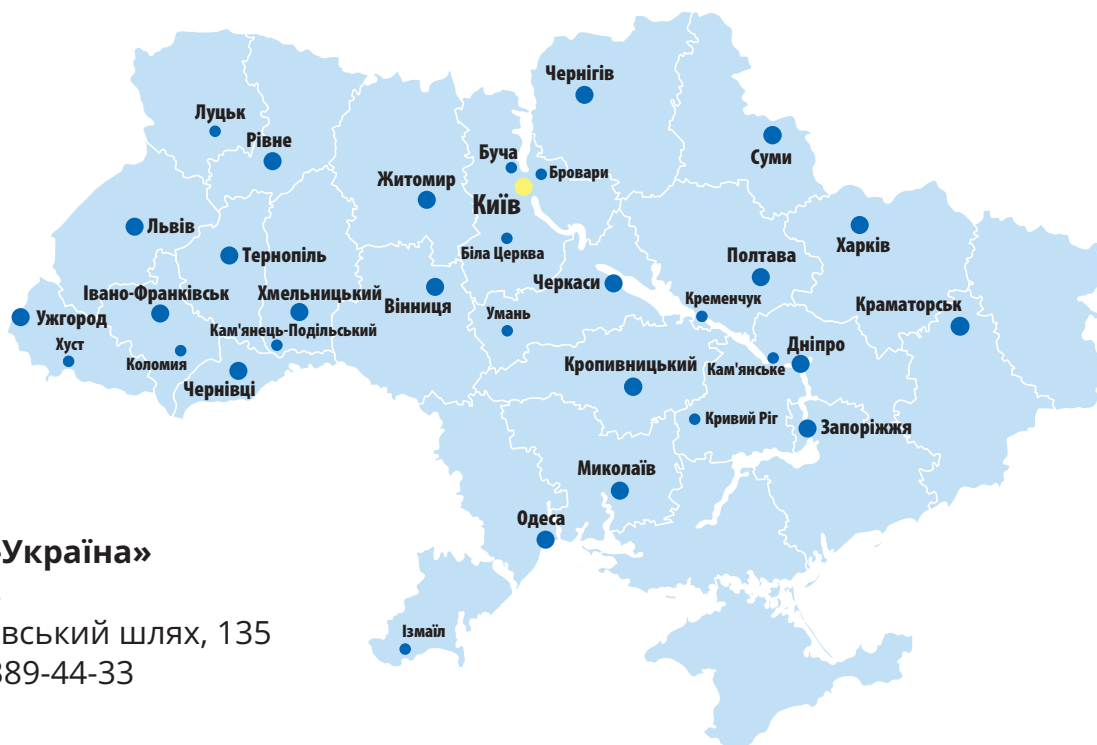 Чернігів
Луцьк
Рівне
Суми
Буча
Бровари
Житомир
Київ
Львів
Харків
Тернопіль
Біла Церква
Полтава
Черкаси
Івано-Франківськ
Хмельницький
Вінниця
Кременчук
Краматорськ
Ужгород
Умань
Кам'янець-Подільський
Хуст
Коломия
Дніпро
Кам'янське
Кропивницький
Чернівці
Кривий Ріг
Запоріжжя
Миколаїв
Одеса
-Україна»
вський шлях, 135
Ізмаїл
389-44-33